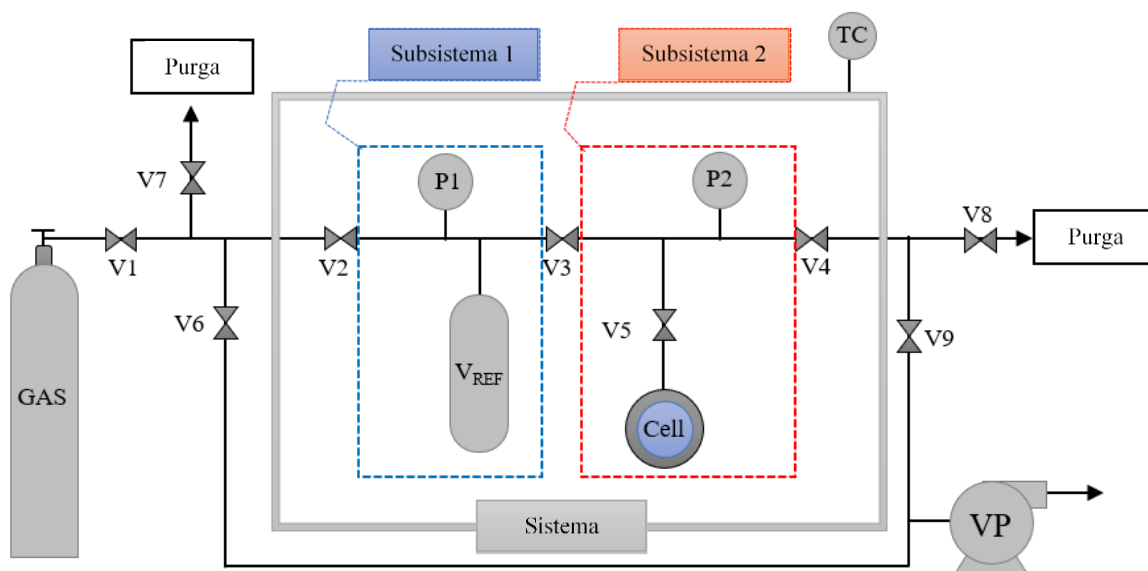 Subsistema 1
Subsistema 2
TC
Purga
V7
P1
P2
V8
Purga
V1
V2
V3
V4
V6
V5
V9
GAS
VREF
Cell
Sistema
VP